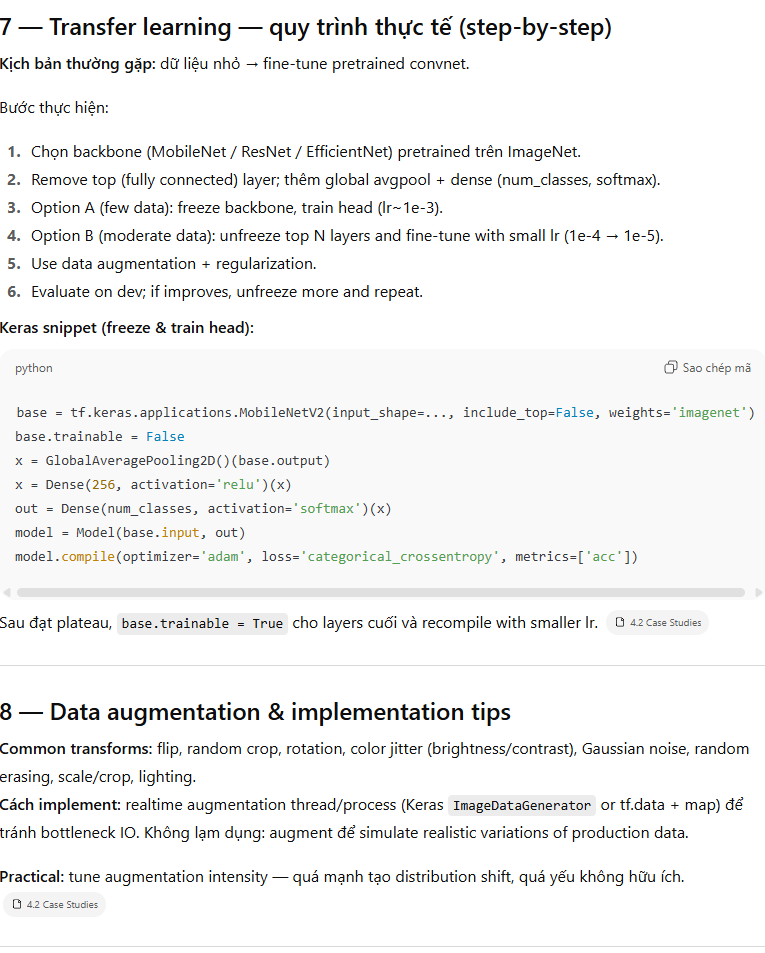 7 — Transfer learning — quy trình thực tế (step-by-step)
Kịch bản thường gặp: dữ liệu nhỏ → fine-tune pretrained convnet.
Bước thực hiện:
1. Chọn backbone (MobileNet / ResNet / EfficientNet) pretrained trên ImageNet.
2. Remove top (fully connected) layer; thêm global avgpool + dense (num_classes, softmax).
3. Option A (few data): freeze backbone, train head (lr~1e-3).
4. Option B (moderate data): unfreeze top N layers and fine-tune with small lr (1e-4 → 1e-5).
5. Use data augmentation + regularization.
6. Evaluate on dev; if improves, unfreeze more and repeat.
Keras snippet (freeze & train head):
python
Sao chép mã
base = tf.keras.applications.MobileNetV2(input_shape=..., include_top=False, weights='imagenet')
base.trainable = False
x = GlobalAveragePooling2D()(base.output)
x = Dense(256, activation='relu')(x)
out = Dense(num_classes, activation='softmax')(x)
model = Model(base.input, out)
model.compile(optimizer='adam', loss='categorical_crossentropy', metrics=['acc'])
Sau đạt plateau, base.trainable = True cho layers cuối và recompile with smaller lr. 4.2 Case Studies
8 — Data augmentation & implementation tips
Common transforms: flip, random crop, rotation, color jitter (brightness/contrast), Gaussian noise, random
erasing, scale/crop, lighting.
Cách implement: realtime augmentation thread/process (Keras ImageDataGenerator or tf.data + map) để
tránh bottleneck IO. Không lạm dụng: augment để simulate realistic variations of production data.
Practical: tune augmentation intensity — quá mạnh tạo distribution shift, quá yếu không hữu ích.
4.2 Case Studies